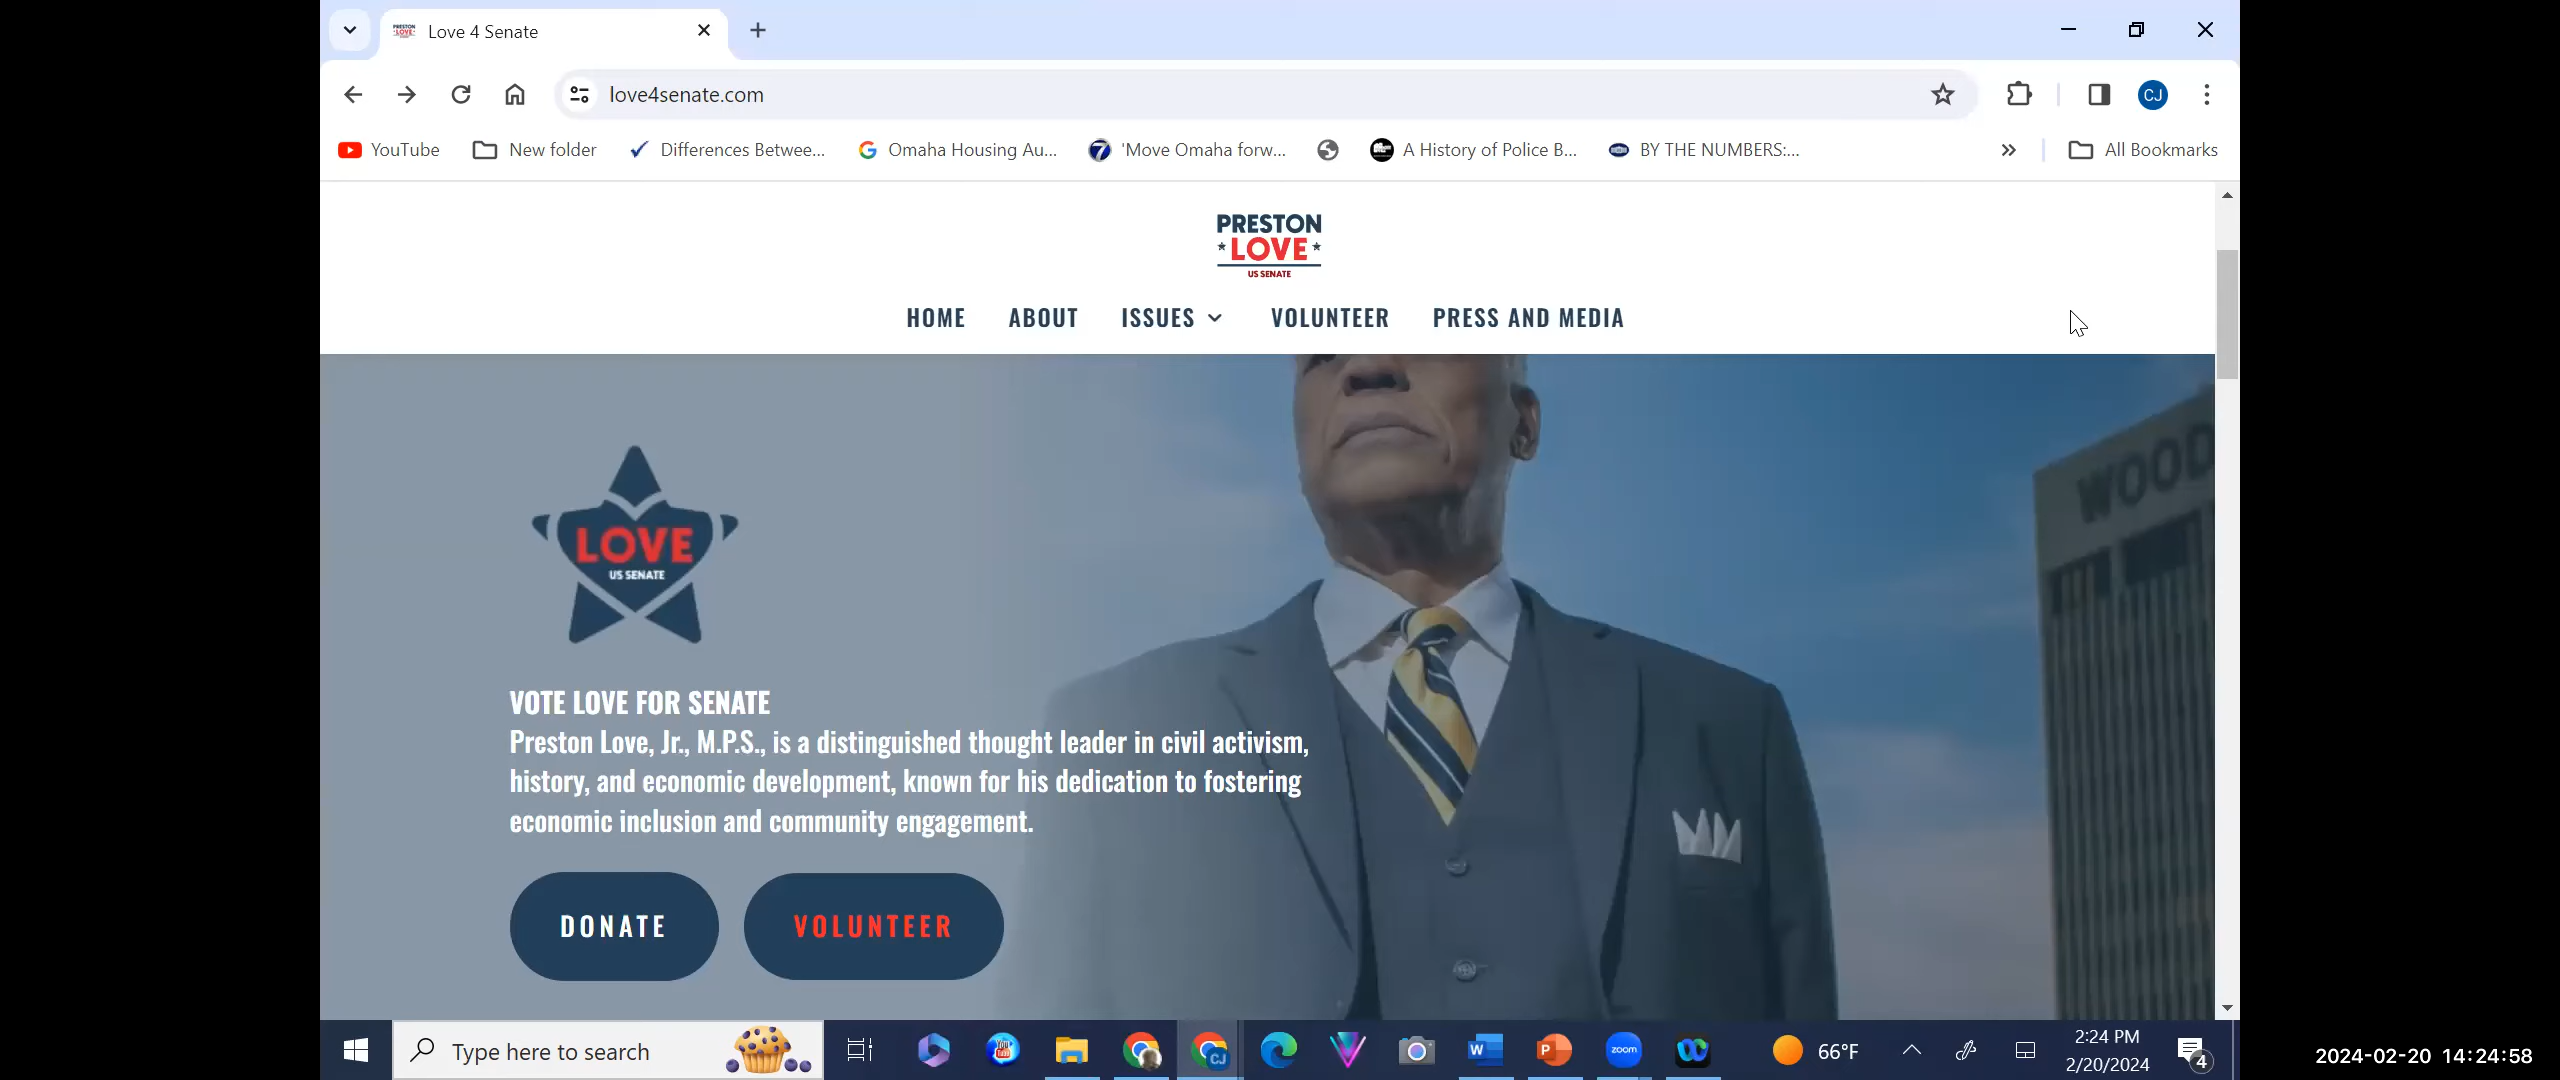 Love 4 Senate
love4senate.com
CJ
YouTube
New folder
Differences Betwee...
Omaha Housing Au...
'Move Omaha forw...
A History of Police B...
BY THE NUMBERS:...
All Bookmarks
PRESTON
LOVE
US SENATE
HOME
ABOUT
ISSUES
VOLUNTEER
PRESS AND MEDIA
WOOD
LOVE
US SENATE
VOTE LOVE FOR SENATE
Preston Love, Jr., M.P.S., is a distinguished thought leader in civil activism,
history, and economic development, known for his dedication to fostering
economic inclusion and community engagement.
DONATE
VOLUNTEER
Type here to search
zoom
66°F
2:24 PM
2/20/2024
4
2024-02-20 14:24:58